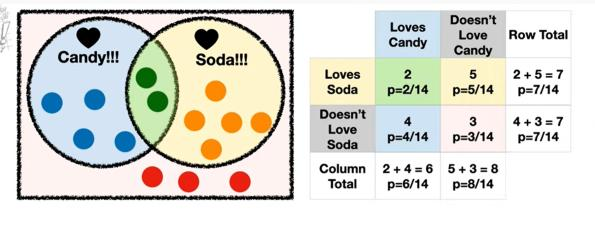 Candy!!!
Soda!!!
Loves
Candy
Doesn't
Love
Candy
Row Total
Loves
Soda
2
p=2/14
5
p=5/14
2 + 5 = 7
p=7/14
Doesn't
Love
Soda
4
p=4/14
3
p=3/14
4 + 3 = 7
p=7/14
Column
Total
2 + 4 = 6
p=6/14
5 + 3 = 8
p=8/14